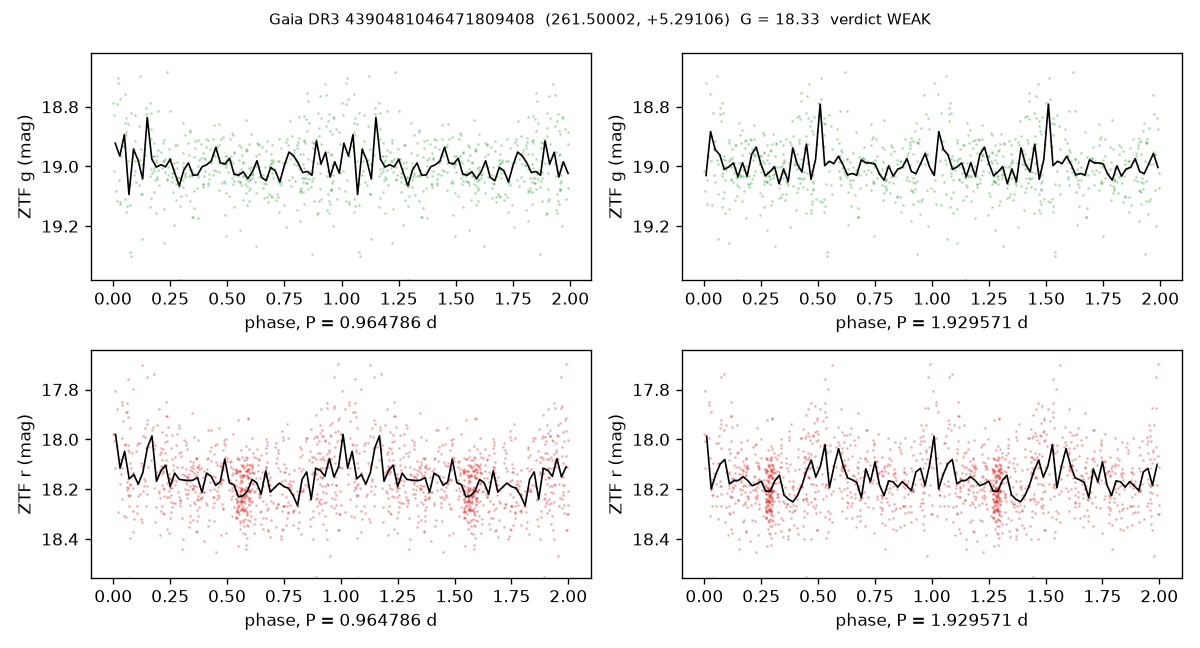 Gaia DR3 4390481046471809408  (261.50002, +5.29106)  G = 18.33  verdict WEAK
ZTF g (mag)
18.8
19.0
19.2
0.00 0.25 0.50 0.75 1.00 1.25 1.50 1.75 2.00
phase, P = 0.964786 d
ZTF g (mag)
18.8
19.0
19.2
0.00 0.25 0.50 0.75 1.00 1.25 1.50 1.75 2.00
phase, P = 1.929571 d
ZTF r (mag)
17.8
18.0
18.2
18.4
0.00 0.25 0.50 0.75 1.00 1.25 1.50 1.75 2.00
phase, P = 0.964786 d
ZTF r (mag)
17.8
18.0
18.2
18.4
0.00 0.25 0.50 0.75 1.00 1.25 1.50 1.75 2.00
phase, P = 1.929571 d